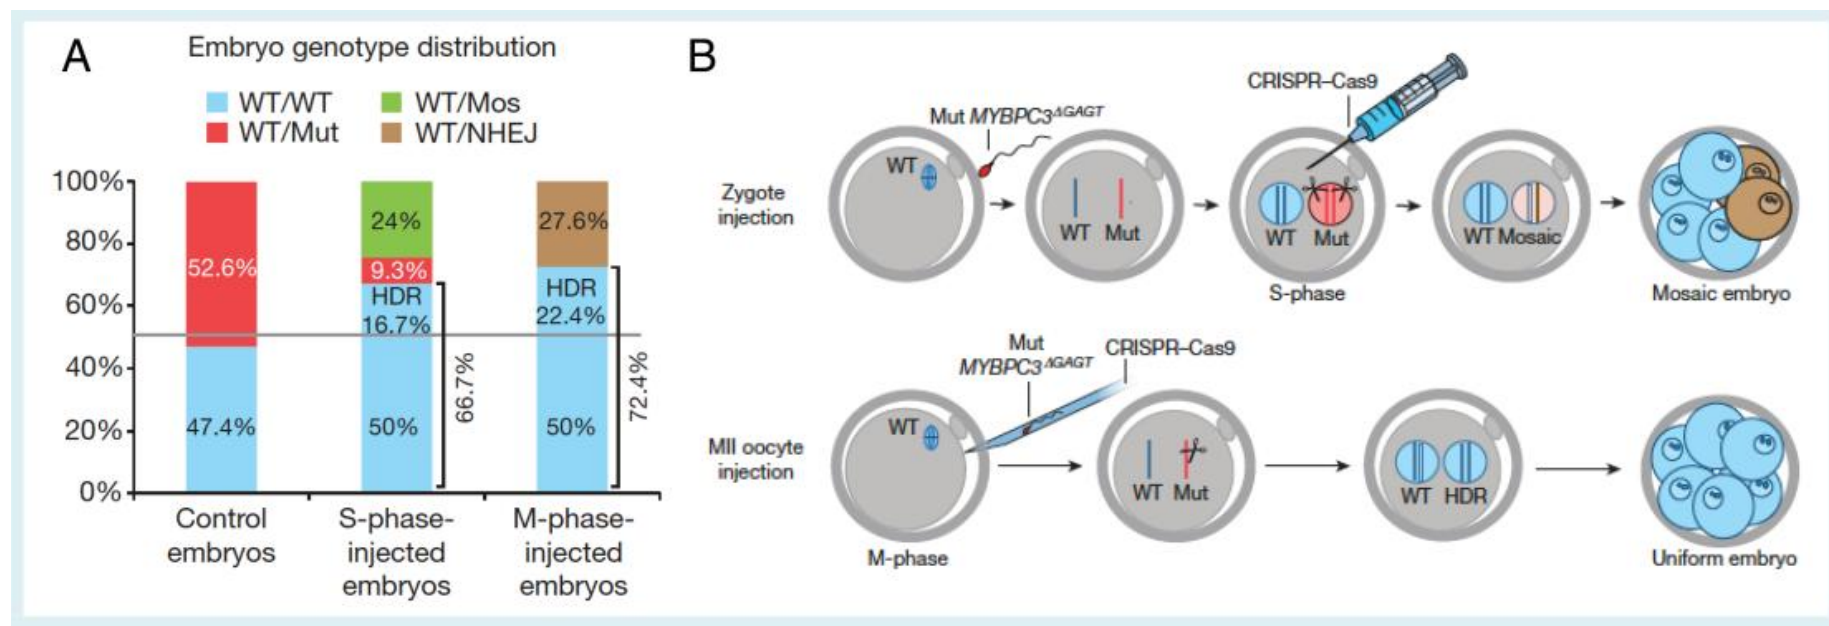 A
Embryo genotype distribution
WT/WT
WT/Mos
WT/Mut
WT/NHEJ
100%
80%
60%
40%
20%
0%
52.6%
47.4%
24%
9.3%
HDR
16.7%
50%
66.7%
27.6%
HDR
22.4%
50%
72.4%
Control
embryos
S-phase-
injected
embryos
M-phase-
injected
embryos
B
Zygote
injection
WT
Mut MYBPC3ΔGAGT
WT Mut
CRISPR–Cas9
WT Mut
S-phase
WT Mosaic
Mosaic embryo
MII oocyte
injection
WT
M-phase
Mut
MYBPC3ΔGAGT
CRISPR–Cas9
WT Mut
WT HDR
Uniform embryo